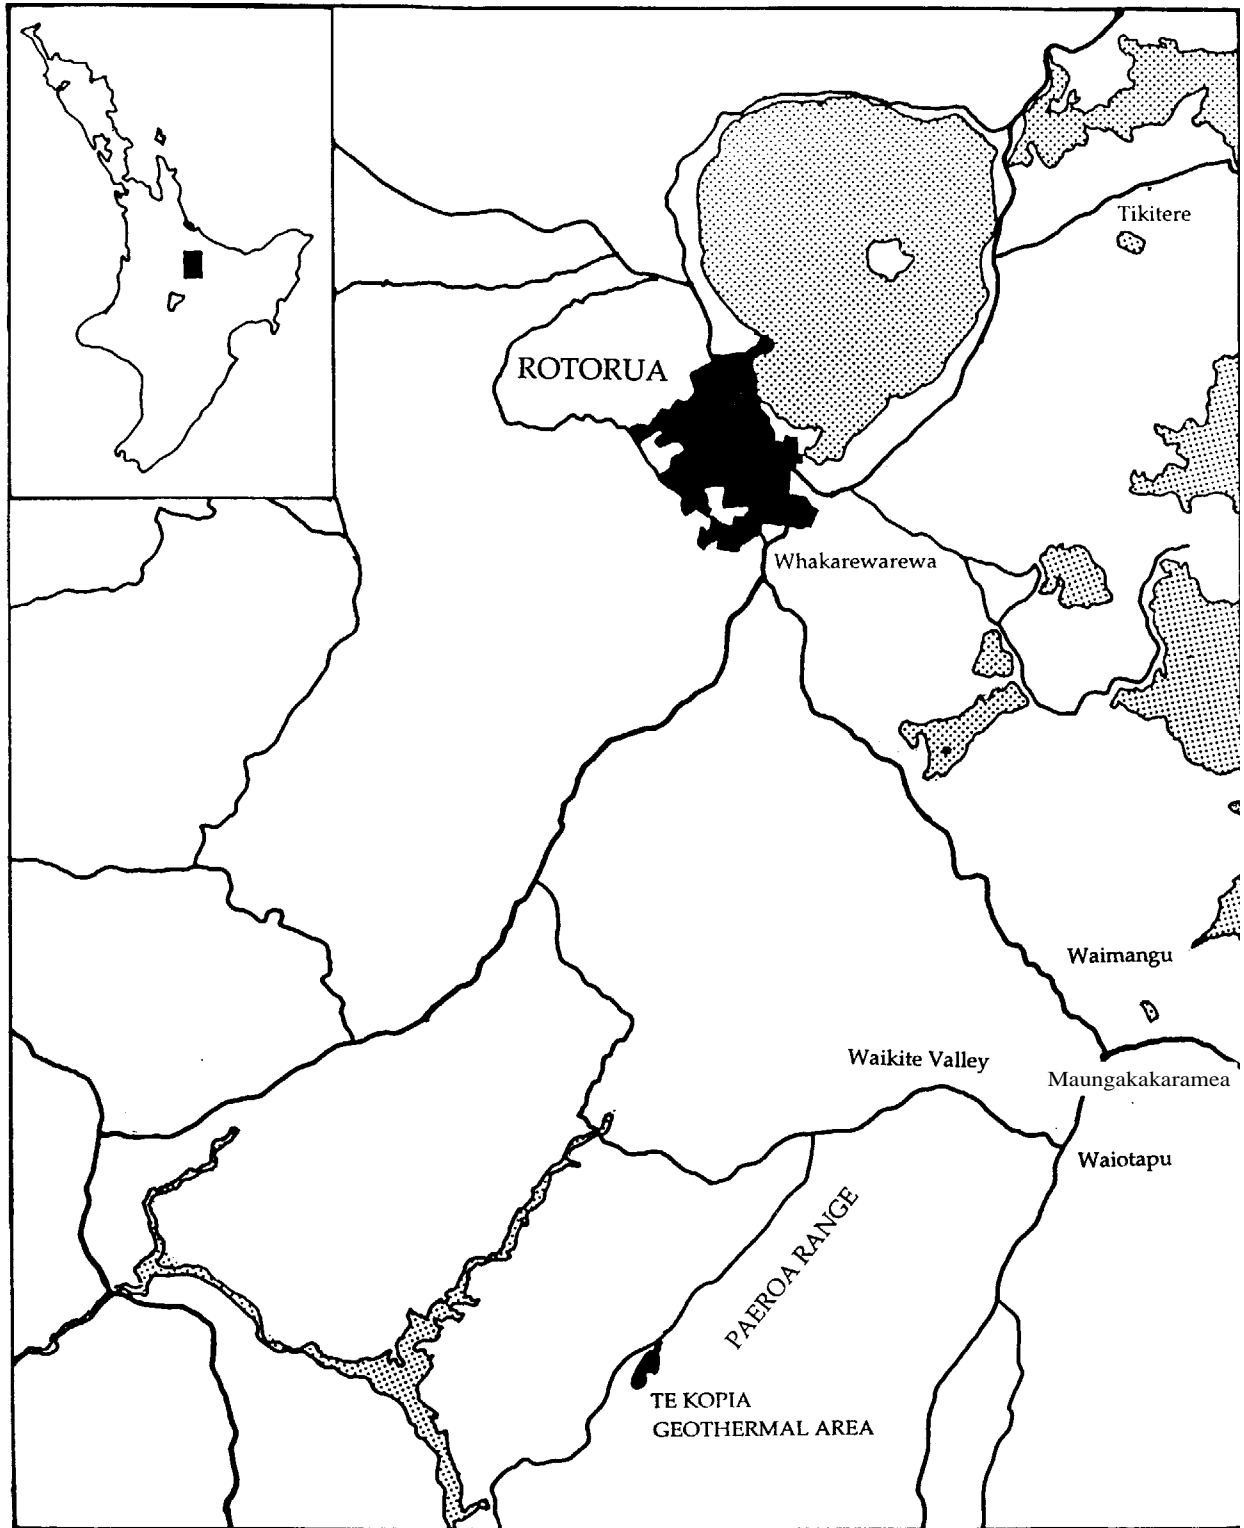 Tikitere
ROTORUA
Whakarewarewa
Waimangu
Waikite Valley
Maungakakaramea
Waiotapu
PAEROA RANGE
TE KOPIA
GEOTHERMAL AREA